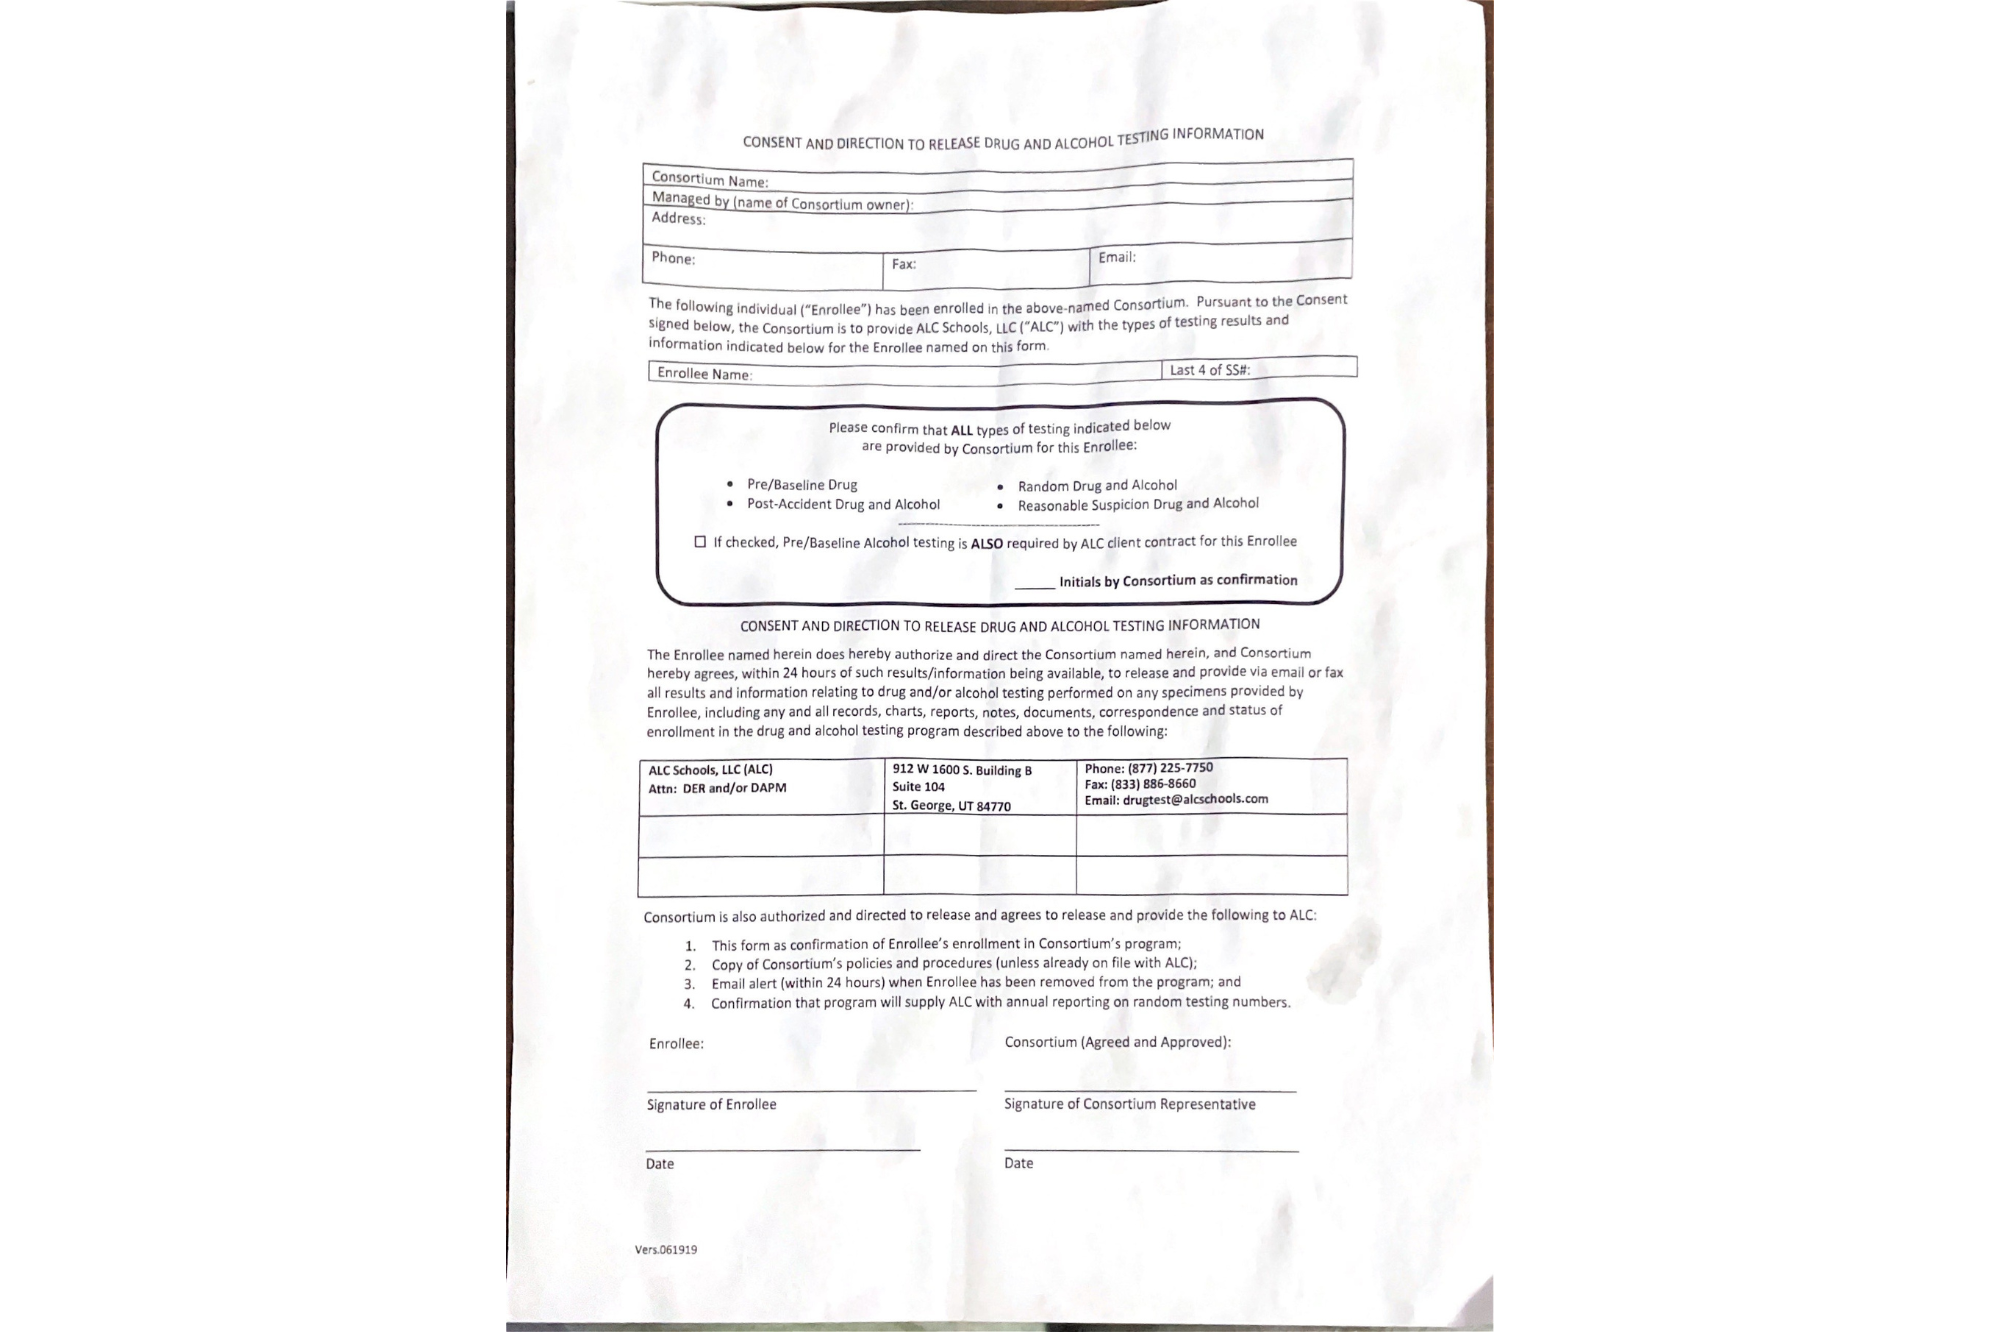 CONSENT AND DIRECTION TO RELEASE DRUG AND ALCOHOL TESTING INFORMATION
Consortium Name:
Managed by (name of Consortium owner):
Address:
Phone:
Fax:
Email:
The following individual (“Enrollee”) has been enrolled in the above-named Consortium. Pursuant to the Consent
signed below, the Consortium is to provide ALC Schools, LLC (“ALC”) with the types of testing results and
information indicated below for the Enrollee named on this form.
Enrollee Name:
Last 4 of SS#:
Please confirm that ALL types of testing indicated below
are provided by Consortium for this Enrollee:
• Pre/Baseline Drug
• Post-Accident Drug and Alcohol
• Random Drug and Alcohol
• Reasonable Suspicion Drug and Alcohol
☐ If checked, Pre/Baseline Alcohol testing is ALSO required by ALC client contract for this Enrollee
_____ Initials by Consortium as confirmation
CONSENT AND DIRECTION TO RELEASE DRUG AND ALCOHOL TESTING INFORMATION
The Enrollee named herein does hereby authorize and direct the Consortium named herein, and Consortium
hereby agrees, within 24 hours of such results/information being available, to release and provide via email or fax
all results and information relating to drug and/or alcohol testing performed on any specimens provided by
Enrollee, including any and all records, charts, reports, notes, documents, correspondence and status of
enrollment in the drug and alcohol testing program described above to the following:
ALC Schools, LLC (ALC)
Attn: DER and/or DAPM
912 W 1600 S. Building B
Suite 104
St. George, UT 84770
Phone: (877) 225-7750
Fax: (833) 886-8660
Email: drugtest@alcschools.com
Consortium is also authorized and directed to release and agrees to release and provide the following to ALC:
1. This form as confirmation of Enrollee’s enrollment in Consortium’s program;
2. Copy of Consortium’s policies and procedures (unless already on file with ALC);
3. Email alert (within 24 hours) when Enrollee has been removed from the program; and
4. Confirmation that program will supply ALC with annual reporting on random testing numbers.
Enrollee:
Consortium (Agreed and Approved):
Signature of Enrollee
Signature of Consortium Representative
Date
Date
Vers.061919